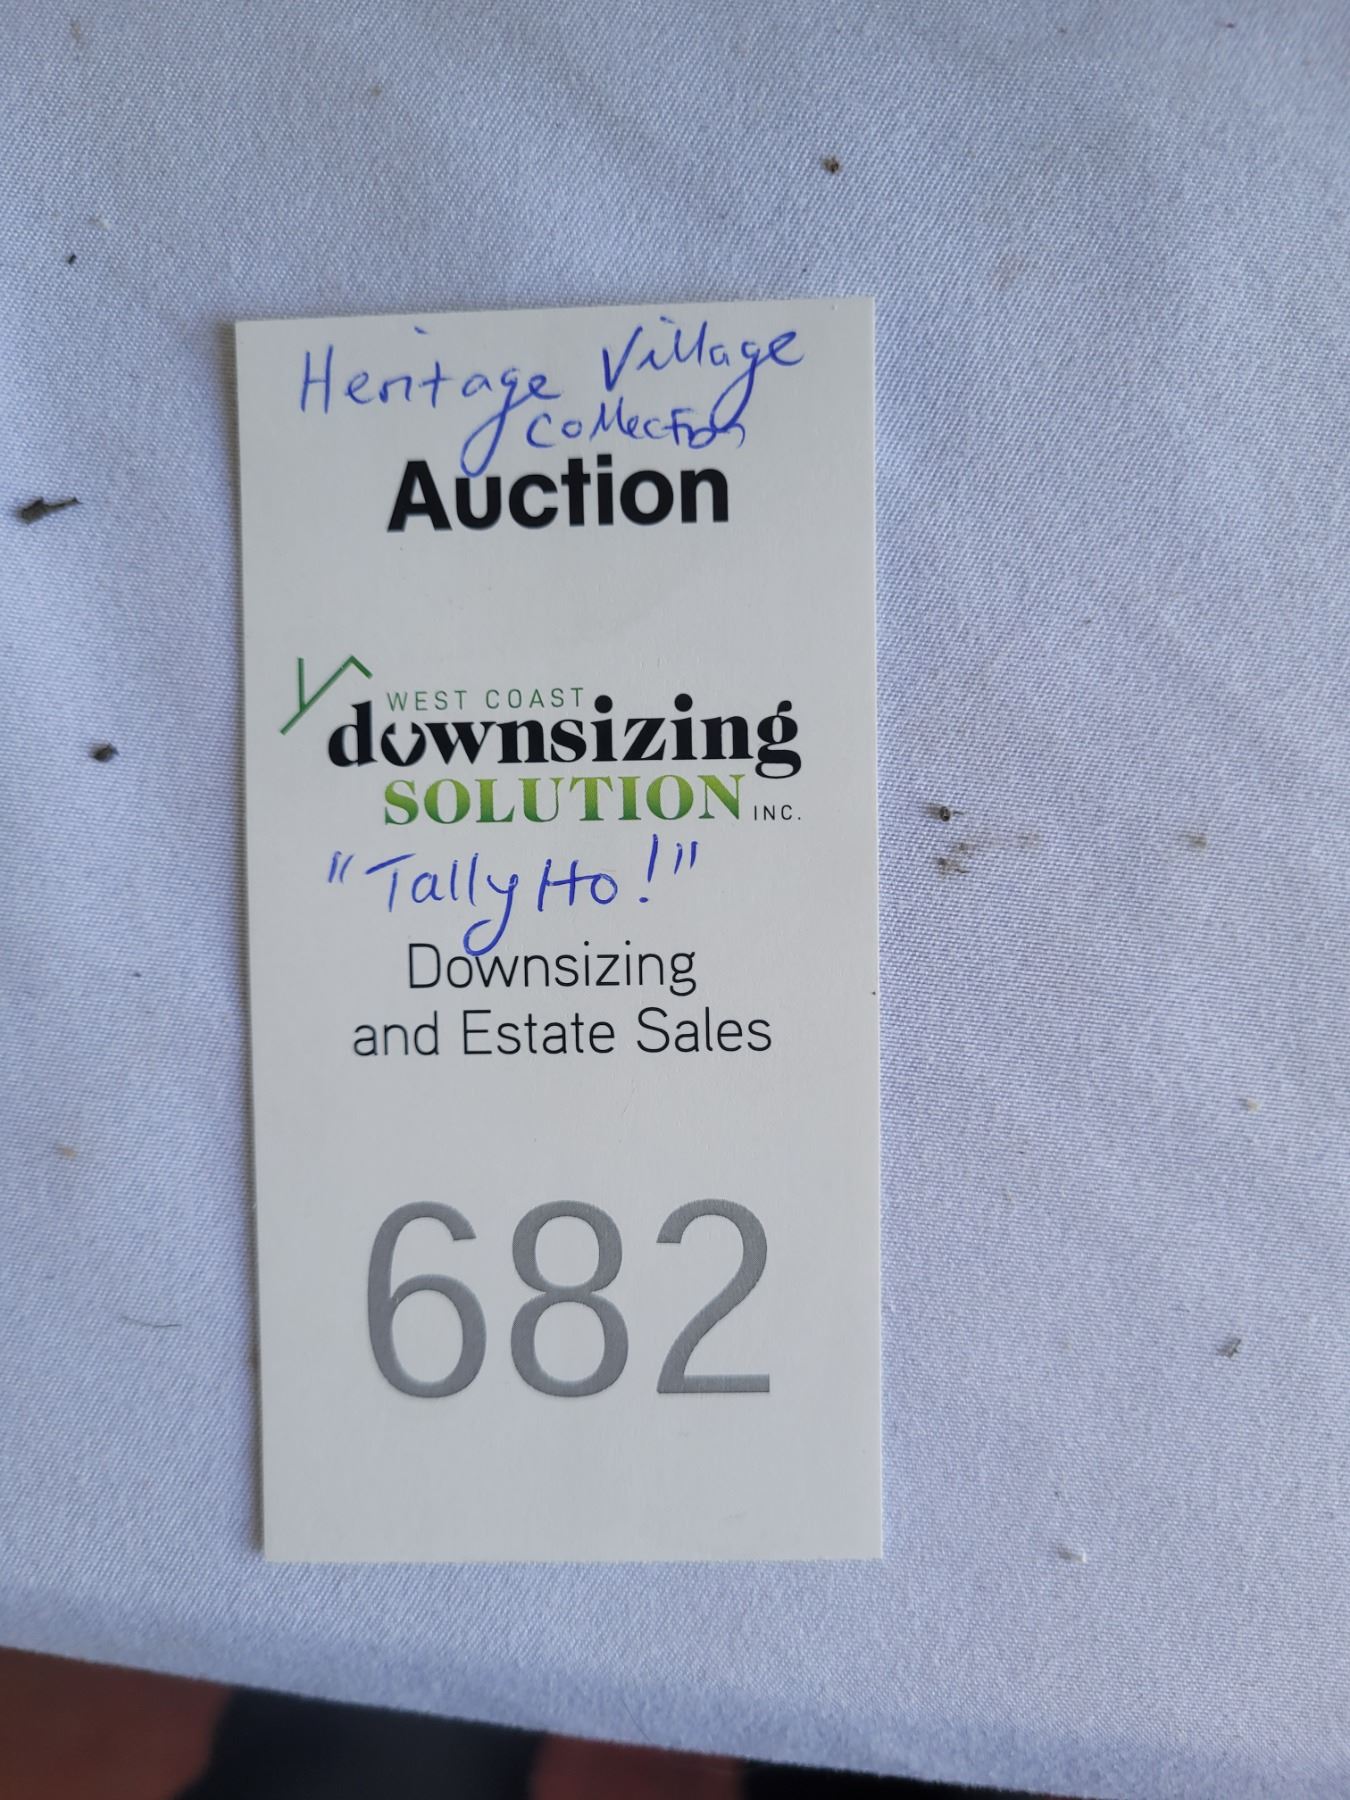 Heritage Village
Collection
Auction
WEST COAST
downsizing
SOLUTION INC.
"Tally Ho!"
Downsizing
and Estate Sales
682